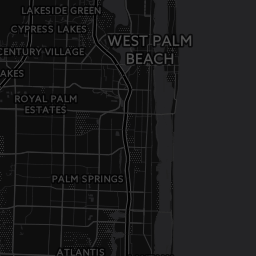 LAKESIDE GREEN
CYPRESS LAKES
WEST PALM
BEACH
CENTURY VILLAGE
AKES
ROYAL PALM
ESTATES
PALM SPRINGS
ATLANTIS